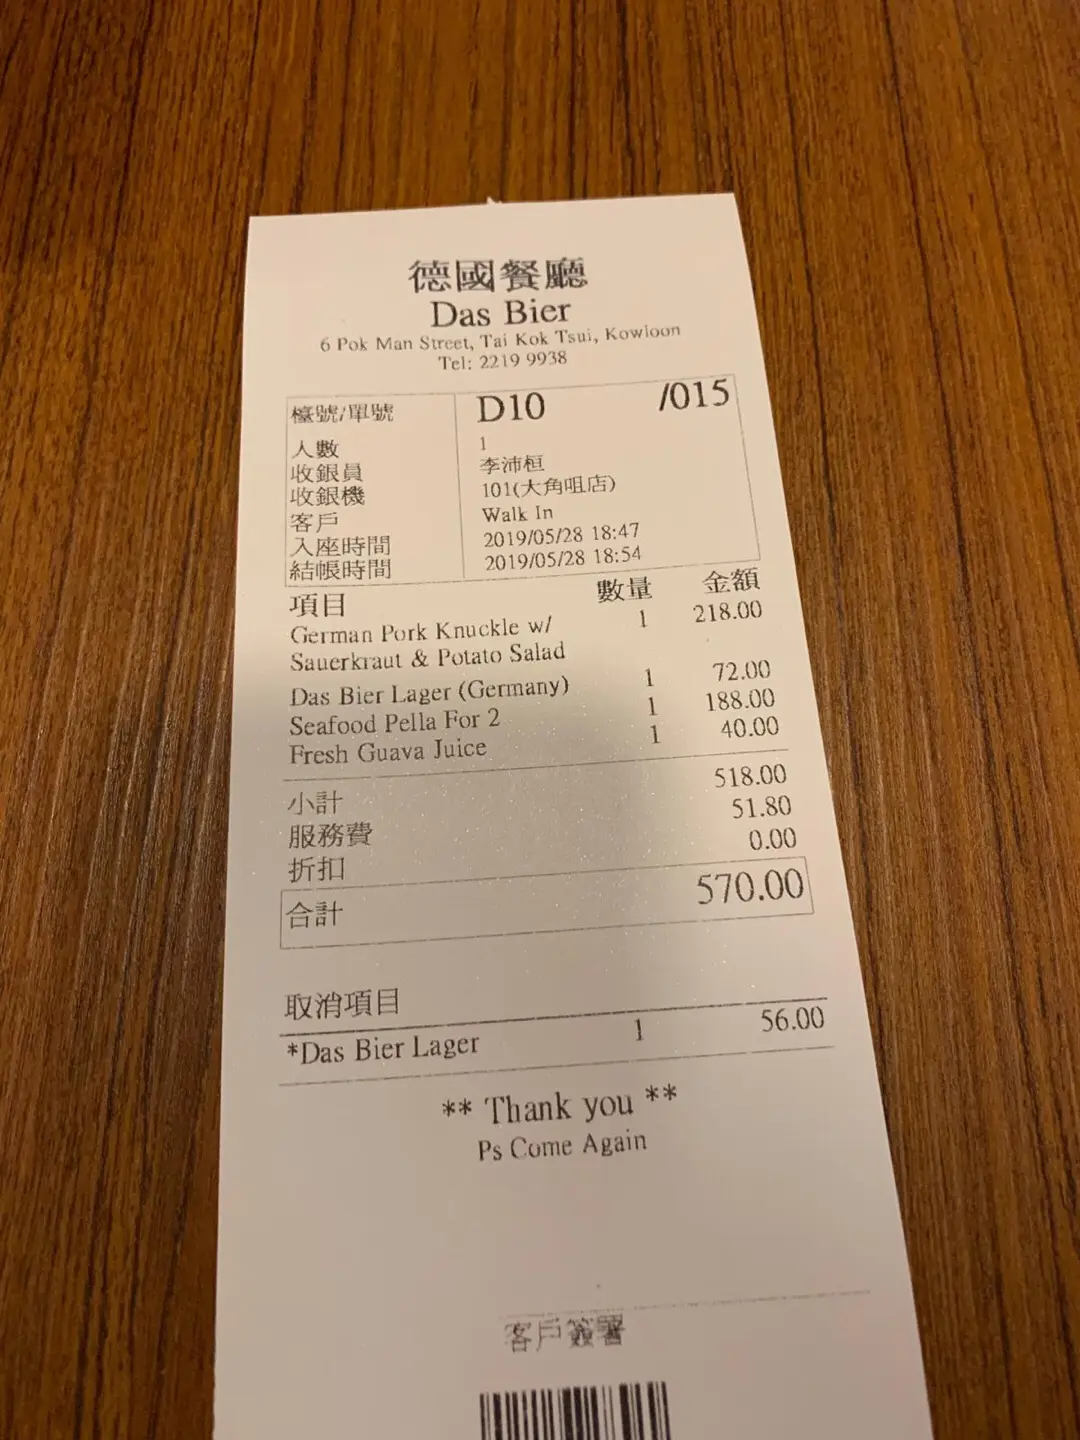 德國餐廳
Das Bier
6 Pok Man Street, Tai Kok Tsui, Kowloon
Tel: 2219 9938
檯號/單號 D10 /015
人數 1
收銀員 李沛桓
收銀機 101(大角咀店)
客戶 Walk In
入座時間 2019/05/28 18:47
結帳時間 2019/05/28 18:54
項目 數量 金額
German Pork Knuckle w/ 1 218.00
Sauerkraut & Potato Salad
Das Bier Lager (Germany) 1 72.00
Seafood Pella For 2 1 188.00
Fresh Guava Juice 1 40.00
小計 518.00
服務費 51.80
折扣 0.00
合計 570.00
取消項目
*Das Bier Lager 1 56.00
** Thank you **
Ps Come Again
客戶簽署